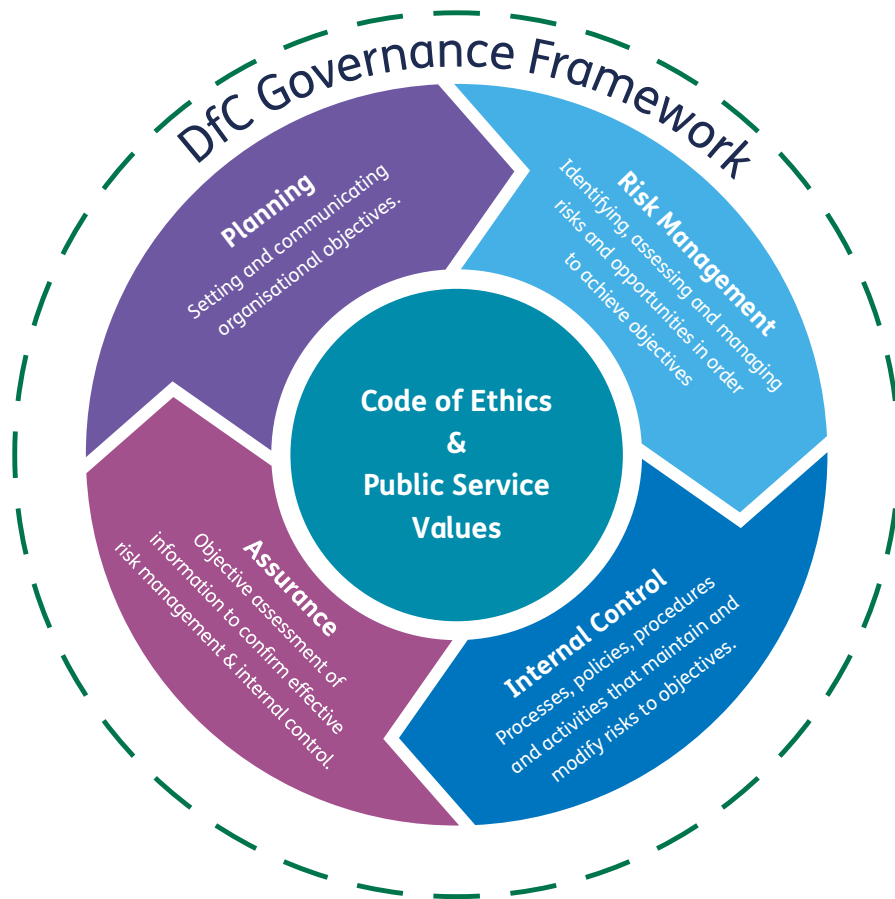 DfC Governance Framework
Planning
Setting and communicating
organisational objectives.
Risk Management
Identifying, assessing and managing
risks and opportunities in order
to achieve objectives
Internal Control
Processes, policies, procedures
and activities that maintain and
modify risks to objectives.
Assurance
Objective assessment of
information to confirm effective
risk management & internal control.
Code of Ethics
&
Public Service
Values